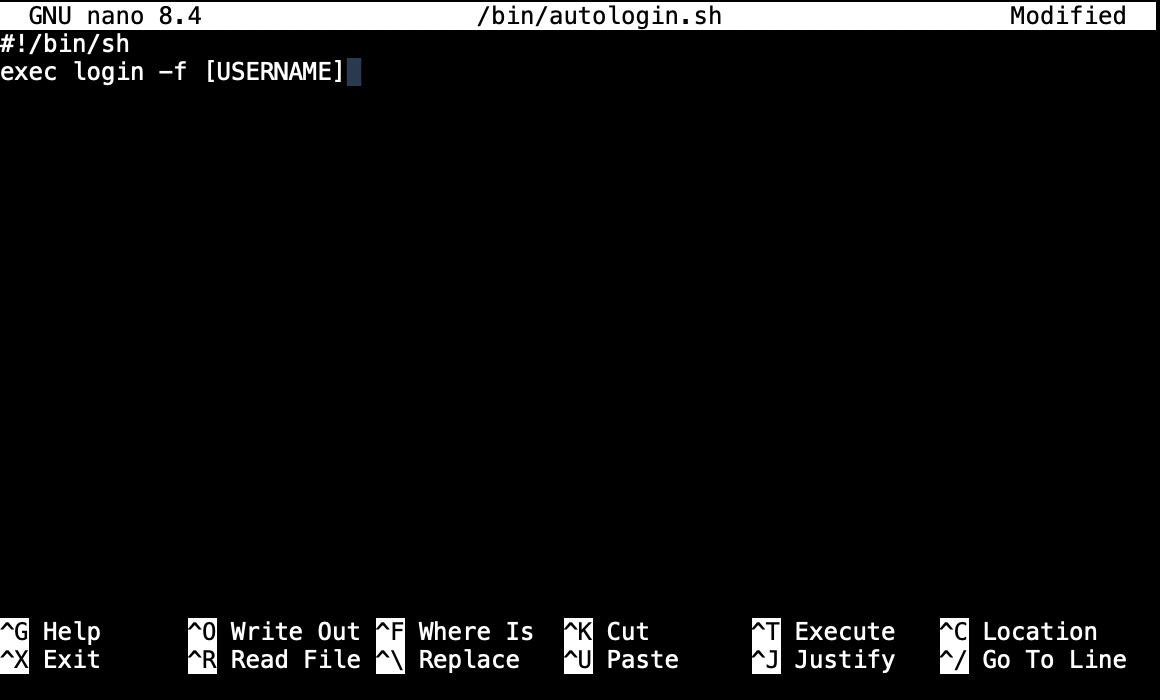 GNU nano 8.4 /bin/autologin.sh Modified
#!/bin/sh
exec login -f [USERNAME]
^G Help ^O Write Out ^F Where Is ^K Cut ^T Execute ^C Location
^X Exit ^R Read File ^\ Replace ^U Paste ^J Justify ^/ Go To Line